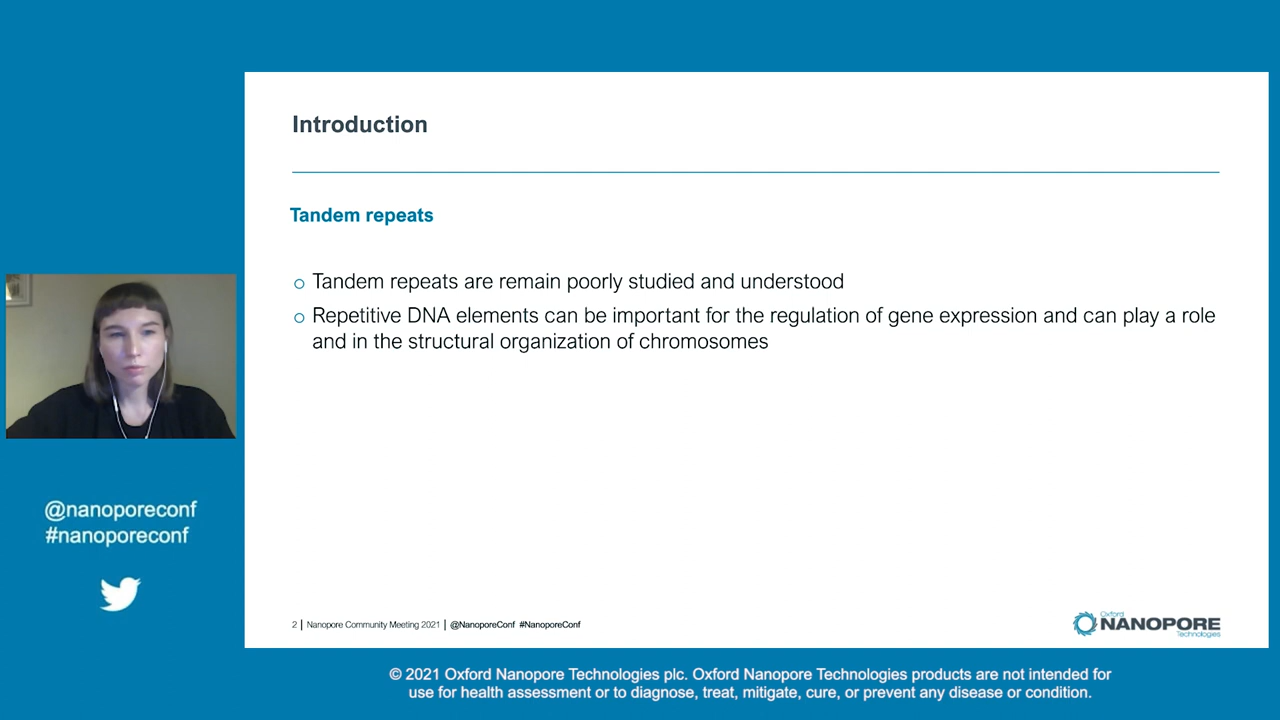 Introduction
Tandem repeats
Tandem repeats are remain poorly studied and understood
Repetitive DNA elements can be important for the regulation of gene expression and can play a role
and in the structural organization of chromosomes
@nanoporeconf
#nanoporeconf
2 | Nanopore Community Meeting 2021 | @NanoporeConf #NanoporeConf
Oxford
NANOPORE
Technologies
© 2021 Oxford Nanopore Technologies plc. Oxford Nanopore Technologies products are not intended for
use for health assessment or to diagnose, treat, mitigate, cure, or prevent any disease or condition.